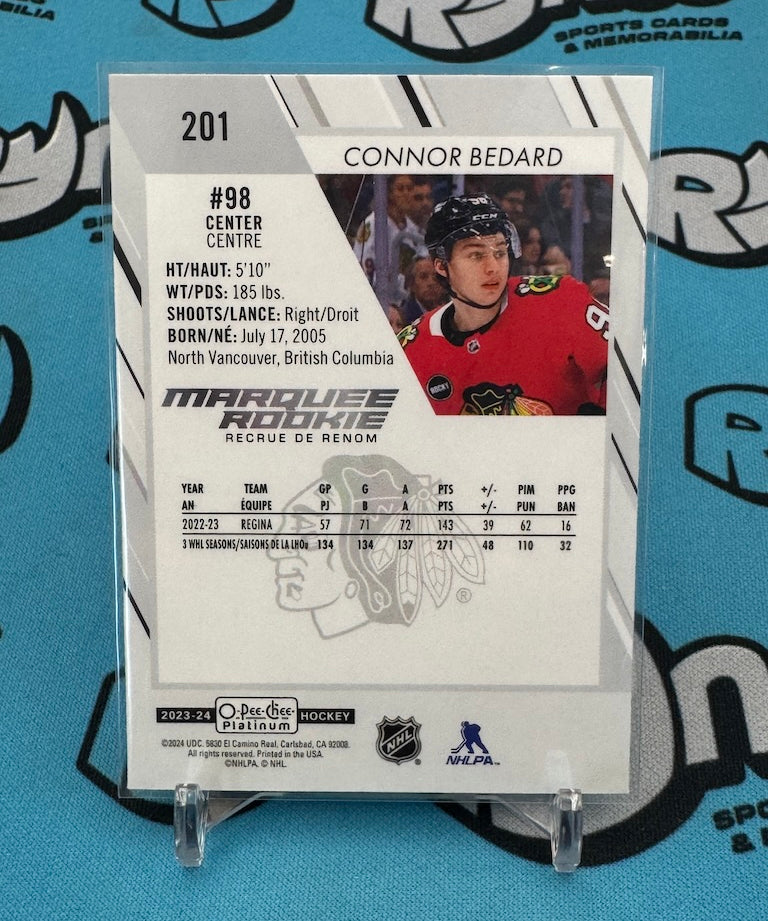 SPORTS CARDS
& MEMORABILIA
201
CONNOR BEDARD
#98
CENTER
CENTRE
HT/HAUT: 5'10"
WT/PDS: 185 lbs.
SHOOTS/LANCE: Right/Droit
BORN/NÉ: July 17, 2005
North Vancouver, British Columbia
98
CCM
ROCKY
MARQUEE
ROOKIE
RECRUE DE RENOM
YEAR TEAM GP G A PTS +/- PIM PPG
AN ÉQUIPE PJ B A PTS +/- PUN BAN
2022-23 REGINA 57 71 72 143 39 62 16
3 WHL SEASONS/SAISONS DE LA LHOu 134 134 137 271 48 110 32
®
2023-24 O-Pee-Chee Platinum HOCKEY
©2024 UDC. 5830 El Camino Real, Carlsbad, CA 92008.
All rights reserved. Printed in the USA.
©NHLPA. © NHL.
NHL
NHLPA™